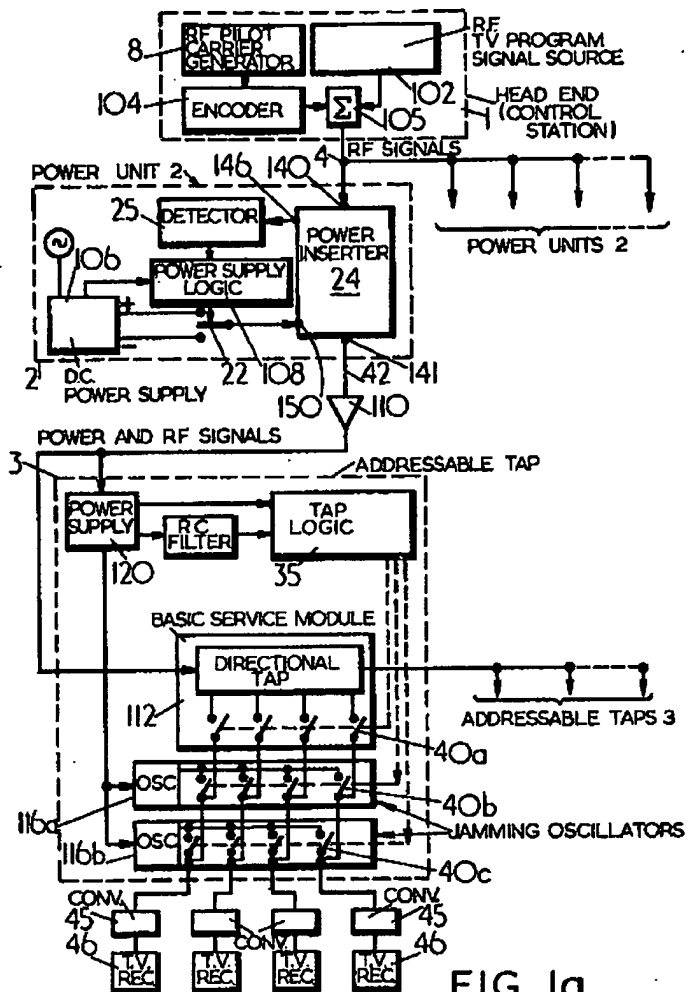 8
RF PILOT
CARRIER
GENERATOR
R.F.
TV PROGRAM
SIGNAL SOURCE
102
104
ENCODER
Σ
105
HEAD END
(CONTROL
STATION)
1
4
RF SIGNALS
POWER UNIT 2
146
140
25
DETECTOR
POWER
INSERTER
24
POWER UNITS 2
106
POWER SUPPLY
LOGIC
+
−
2
D.C.
POWER SUPPLY
22
108
150
42
141
110
POWER AND RF SIGNALS
3
ADDRESSABLE TAP
POWER
SUPPLY
120
RC
FILTER
TAP
LOGIC
35
BASIC SERVICE MODULE
DIRECTIONAL
TAP
112
40a
ADDRESSABLE TAPS 3
116a
OSC
40b
JAMMING OSCILLATORS
116b
OSC
40c
CONV.
45
CONV.
CONV.
45
46
T.V.
REC.
T.V.
REC.
T.V.
REC.
T.V.
REC.
46
FIG. 1a